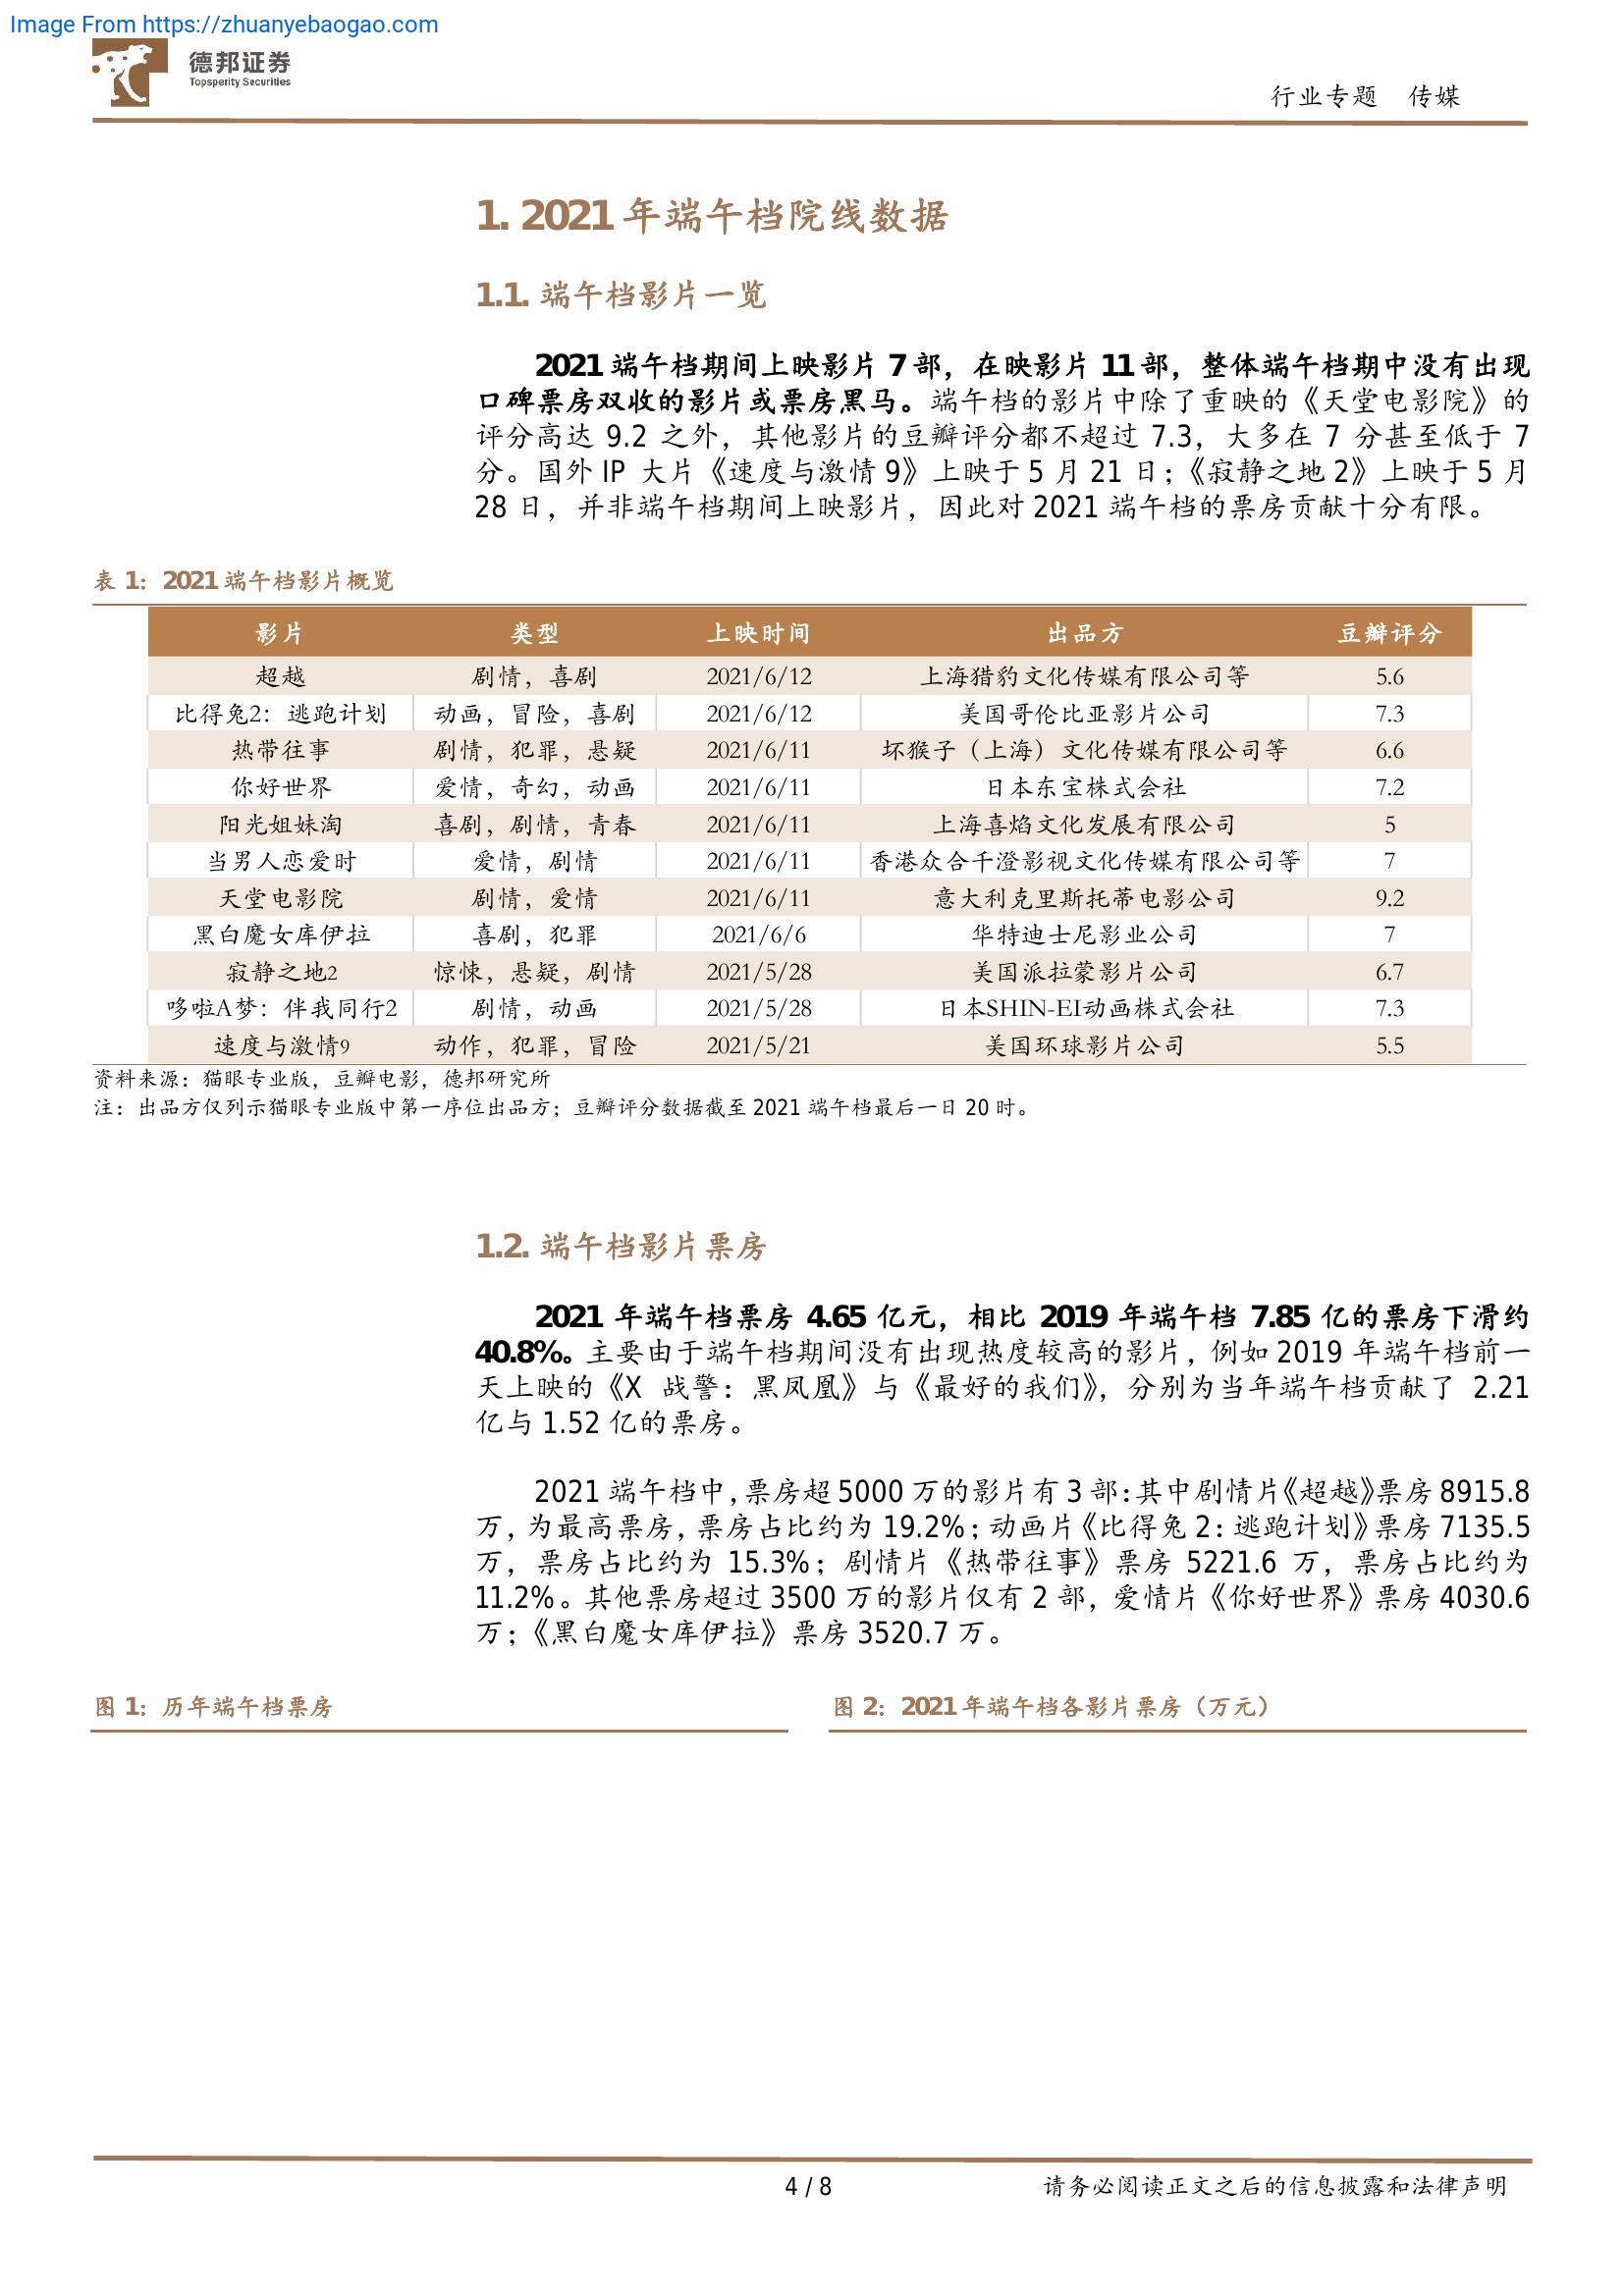 Image From https://zhuanyebaogao.com
德邦证券
Topsperity Securities
行业专题 传媒
1. 2021 年端午档院线数据
1.1. 端午档影片一览
2021 端午档期间上映影片 7 部，在映影片 11 部，整体端午档期中没有出现
口碑票房双收的影片或票房黑马。端午档的影片中除了重映的《天堂电影院》的
评分高达 9.2 之外，其他影片的豆瓣评分都不超过 7.3，大多在 7 分甚至低于 7
分。国外 IP 大片《速度与激情 9》上映于 5 月 21 日；《寂静之地 2》上映于 5 月
28 日，并非端午档期间上映影片，因此对 2021 端午档的票房贡献十分有限。
表 1：2021 端午档影片概览
影片 类型 上映时间 出品方 豆瓣评分
超越 剧情，喜剧 2021/6/12 上海猎豹文化传媒有限公司等 5.6
比得兔2：逃跑计划 动画，冒险，喜剧 2021/6/12 美国哥伦比亚影片公司 7.3
热带往事 剧情，犯罪，悬疑 2021/6/11 坏猴子（上海）文化传媒有限公司等 6.6
你好世界 爱情，奇幻，动画 2021/6/11 日本东宝株式会社 7.2
阳光姐妹淘 喜剧，剧情，青春 2021/6/11 上海喜焰文化发展有限公司 5
当男人恋爱时 爱情，剧情 2021/6/11 香港众合千澄影视文化传媒有限公司等 7
天堂电影院 剧情，爱情 2021/6/11 意大利克里斯托蒂电影公司 9.2
黑白魔女库伊拉 喜剧，犯罪 2021/6/6 华特迪士尼影业公司 7
寂静之地2 惊悚，悬疑，剧情 2021/5/28 美国派拉蒙影片公司 6.7
哆啦A梦：伴我同行2 剧情，动画 2021/5/28 日本SHIN-EI动画株式会社 7.3
速度与激情9 动作，犯罪，冒险 2021/5/21 美国环球影片公司 5.5
资料来源：猫眼专业版，豆瓣电影，德邦研究所
注：出品方仅列示猫眼专业版中第一序位出品方；豆瓣评分数据截至 2021 端午档最后一日 20 时。
1.2. 端午档影片票房
2021 年端午档票房 4.65 亿元，相比 2019 年端午档 7.85 亿的票房下滑约
40.8%。主要由于端午档期间没有出现热度较高的影片，例如 2019 年端午档前一
天上映的《X 战警：黑凤凰》与《最好的我们》，分别为当年端午档贡献了 2.21
亿与 1.52 亿的票房。
2021 端午档中，票房超 5000 万的影片有 3 部：其中剧情片《超越》票房 8915.8
万，为最高票房，票房占比约为 19.2%；动画片《比得兔 2：逃跑计划》票房 7135.5
万，票房占比约为 15.3%；剧情片《热带往事》票房 5221.6 万，票房占比约为
11.2%。其他票房超过 3500 万的影片仅有 2 部，爱情片《你好世界》票房 4030.6
万；《黑白魔女库伊拉》票房 3520.7 万。
图 1：历年端午档票房
图 2：2021 年端午档各影片票房（万元）
4 / 8
请务必阅读正文之后的信息披露和法律声明